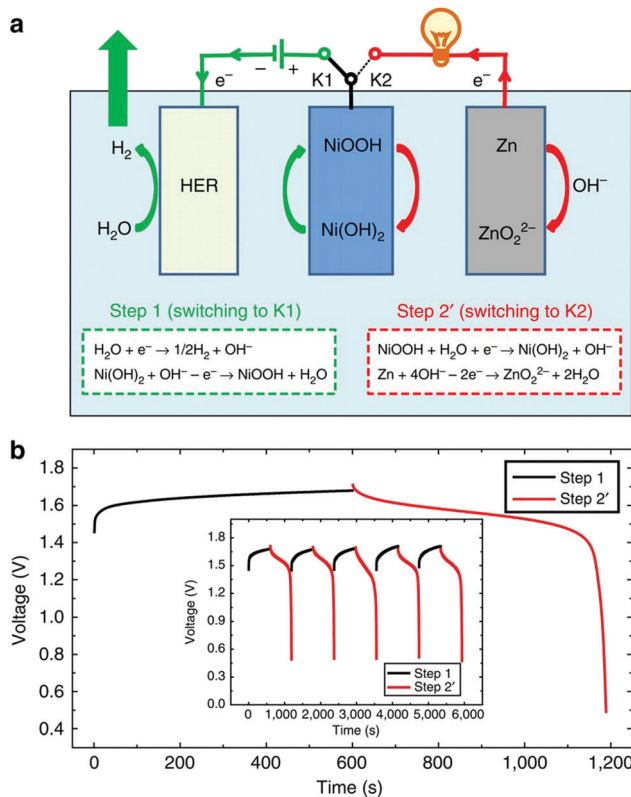 a
− + K1 K2
e⁻ e⁻
H₂ NiOOH Zn
HER OH⁻
H₂O Ni(OH)₂ ZnO₂²⁻
Step 1 (switching to K1) Step 2′ (switching to K2)
H₂O + e⁻ → 1/2H₂ + OH⁻
Ni(OH)₂ + OH⁻ − e⁻ → NiOOH + H₂O
NiOOH + H₂O + e⁻ → Ni(OH)₂ + OH⁻
Zn + 4OH⁻ − 2e⁻ → ZnO₂²⁻ + 2H₂O
b
Voltage (V)
1.8
1.6
1.4
1.2
1.0
0.8
0.6
0.4
Step 1
Step 2′
Voltage (V)
1.8
1.5
1.2
0.9
0.6
0.3
0.0
Step 1
Step 2′
0 1,000 2,000 3,000 4,000 5,000 6,000
Time (s)
0 200 400 600 800 1,000 1,200
Time (s)